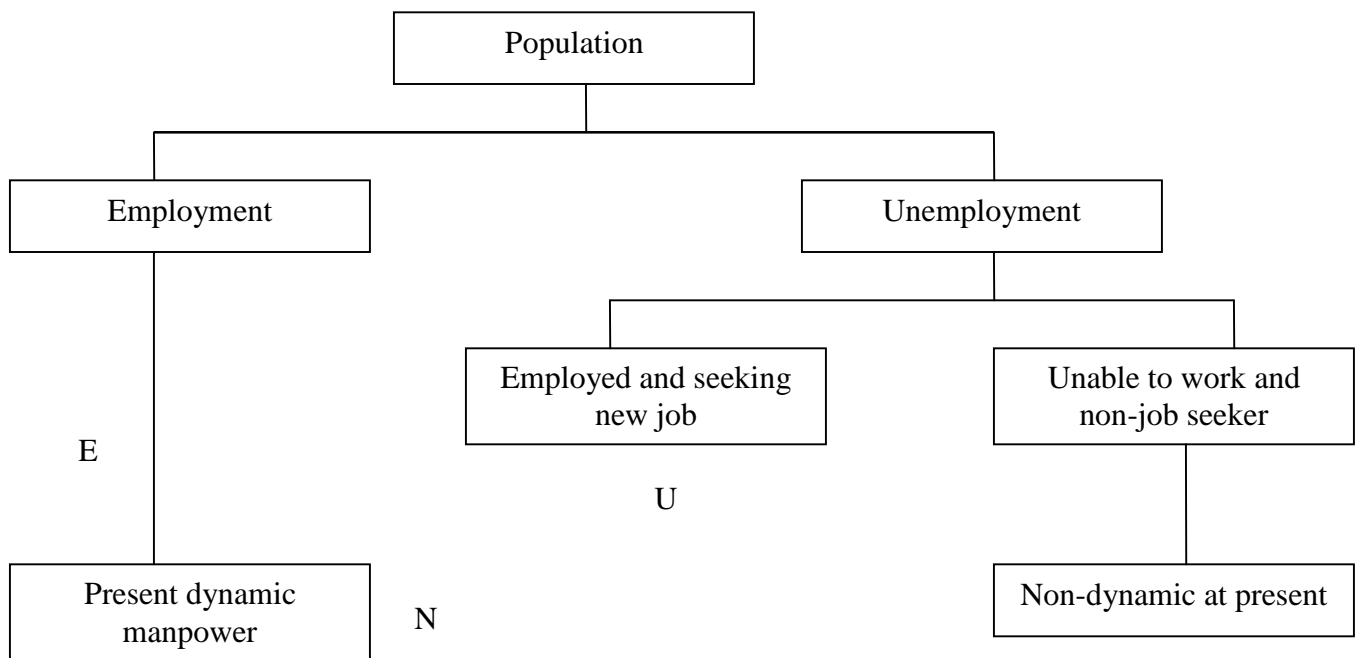 Population
Employment
Unemployment
Employed and seeking
new job
Unable to work and
non-job seeker
E
U
Present dynamic
manpower
N
Non-dynamic at present